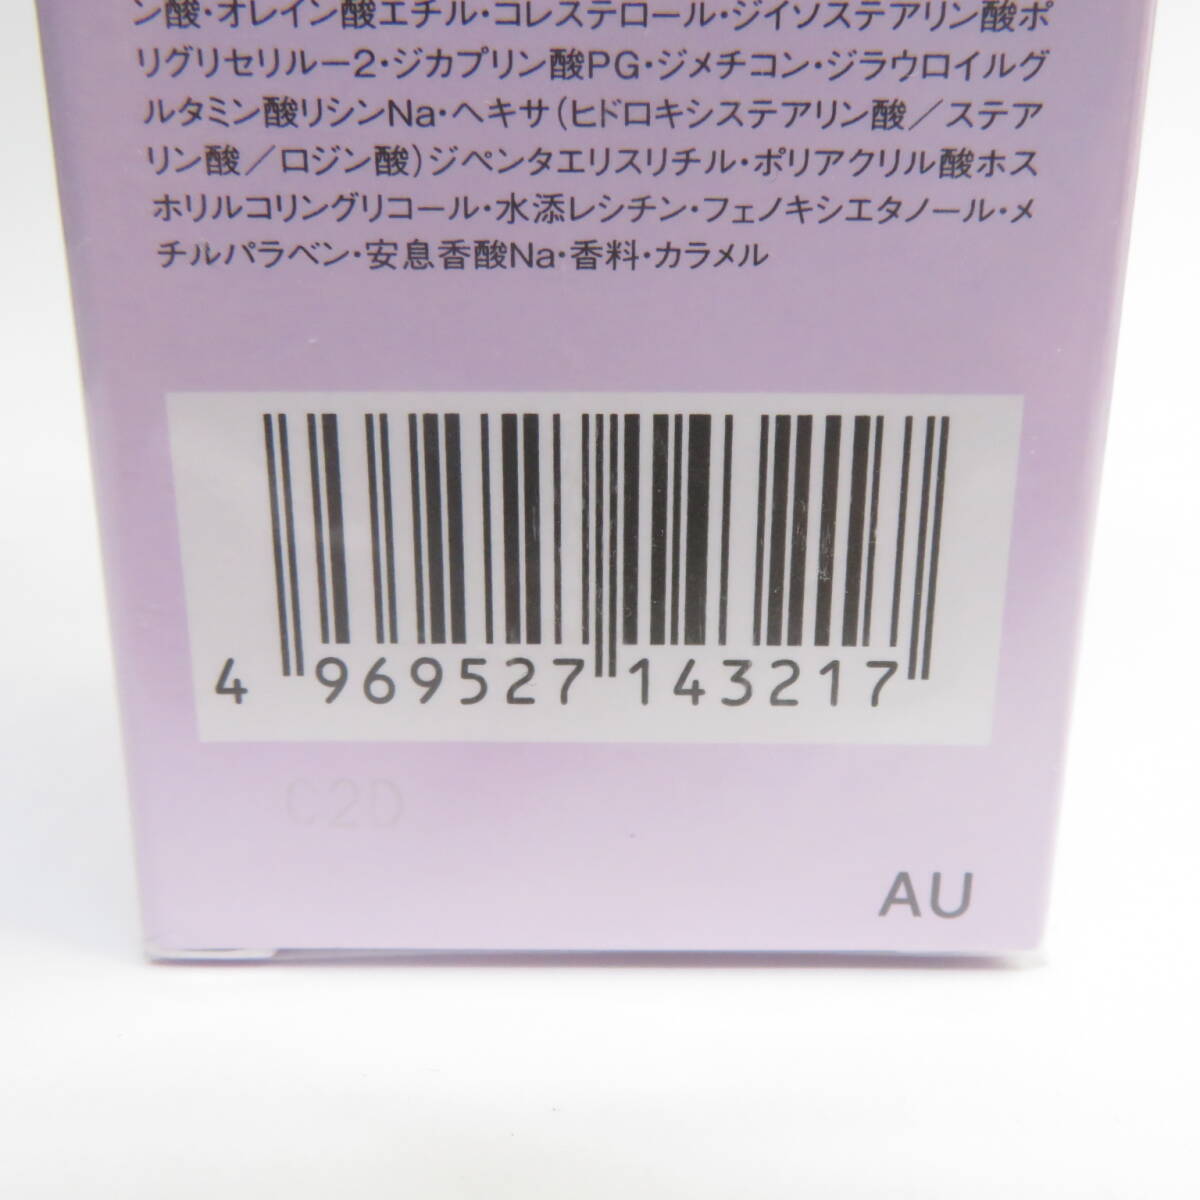 ン酸・オレイン酸エチル・コレステロール・ジイソステアリン酸ポ
リグリセリルー2・ジカプリン酸PG・ジメチコン・ジラウロイルグ
ルタミン酸リシンNa・ヘキサ(ヒドロキシステアリン酸／ステア
リン酸／ロジン酸)ジペンタエリスリチル・ポリアクリル酸ホス
ホリルコリングリコール・水添レシチン・フェノキシエタノール・メ
チルパラベン・安息香酸Na・香料・カラメル
4 969527 143217
C2D
AU